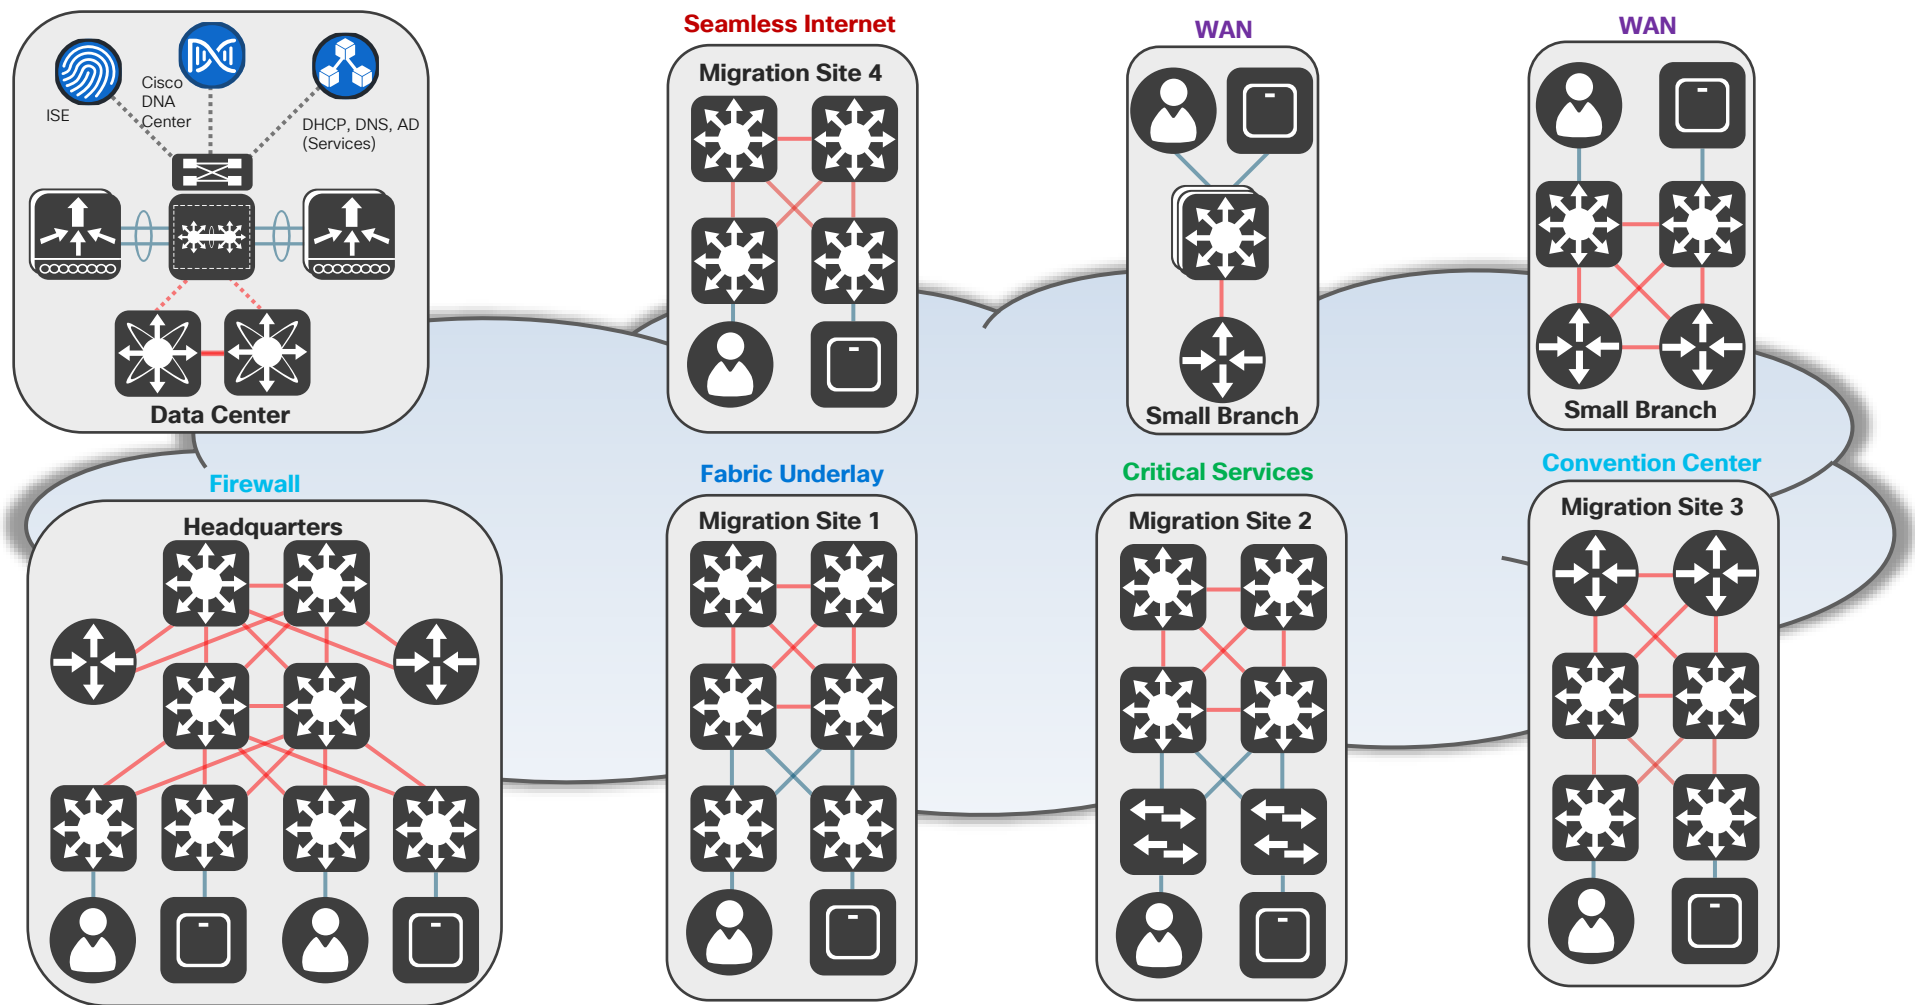 ISE
Cisco
DNA
Center
DHCP, DNS, AD
(Services)
Data Center
Seamless Internet
Migration Site 4
WAN
Small Branch
WAN
Small Branch
Firewall
Headquarters
Fabric Underlay
Migration Site 1
Critical Services
Migration Site 2
Convention Center
Migration Site 3